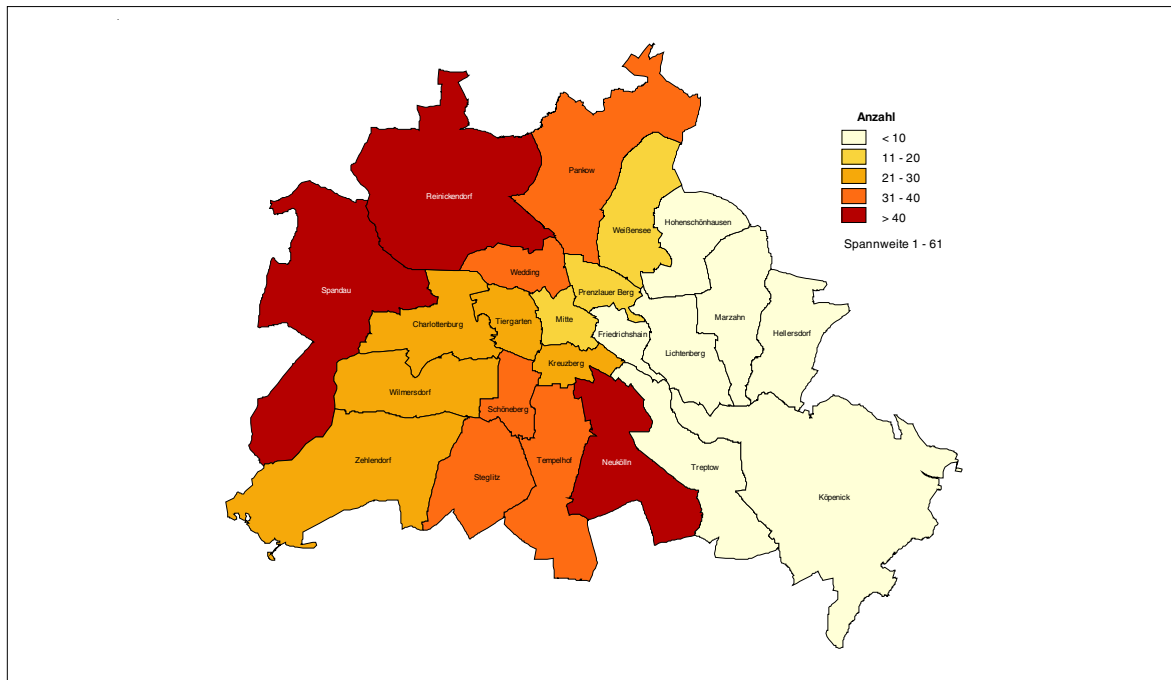 Anzahl
< 10
11 - 20
21 - 30
31 - 40
> 40
Spannweite 1 - 61
Pankow
Reinickendorf
Hohenschönhausen
Weißensee
Wedding
Spandau
Prenzlauer Berg
Marzahn
Mitte
Tiergarten
Charlottenburg
Friedrichshain
Hellersdorf
Lichtenberg
Kreuzberg
Wilmersdorf
Schöneberg
Zehlendorf
Tempelhof
Neukölln
Treptow
Steglitz
Köpenick